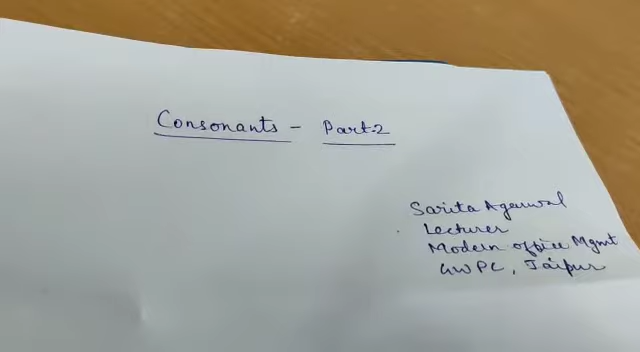 Consonants - Part-2
Sarita Agarwal
Lecturer
Modern office Mgmt
GWPC, Jaipur